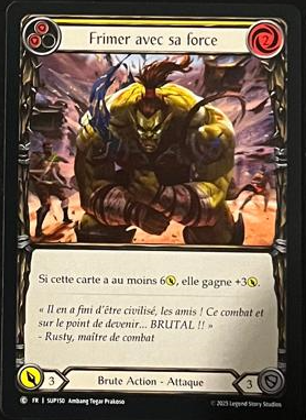 Frimer avec sa force
2
Si cette carte a au moins 6, elle gagne +3.
« Il en a fini d'être civilisé, les amis ! Ce combat et
sur le point de devenir... BRUTAL !! »
- Rusty, maître de combat
3
Brute Action - Attaque
3
C FR | SUP150 Ambang Tegar Prakoso
© 2025 Legend Story Studios